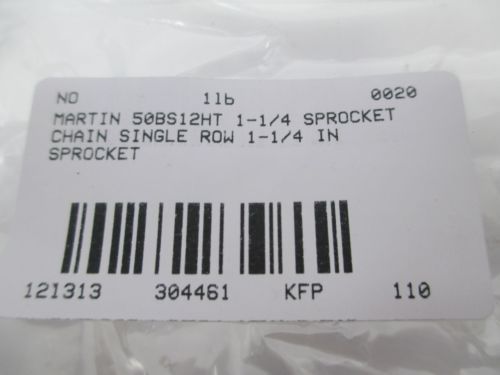 NO 1lb 0020
MARTIN 50BS12HT 1-1/4 SPROCKET
CHAIN SINGLE ROW 1-1/4 IN
SPROCKET
121313 304461 KFP 110